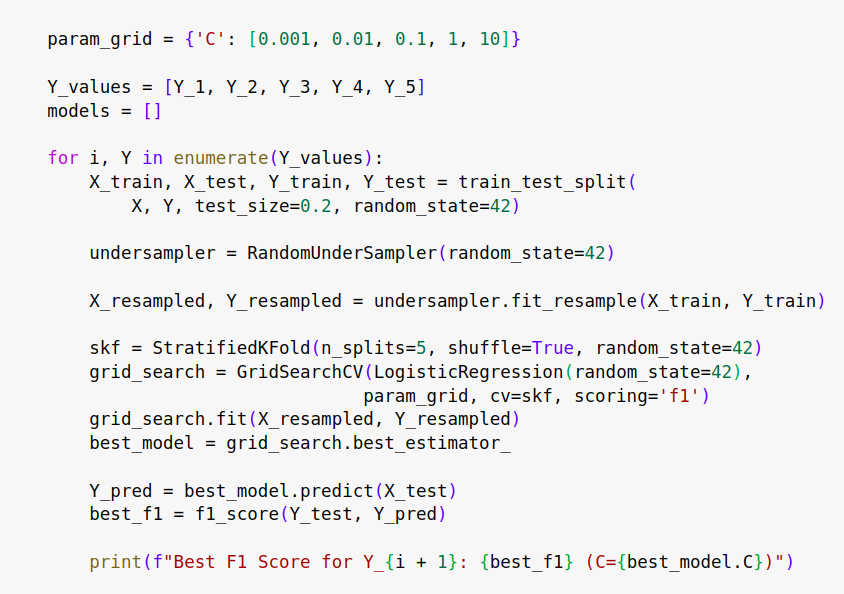 param_grid = {'C': [0.001, 0.01, 0.1, 1, 10]}
Y_values = [Y_1, Y_2, Y_3, Y_4, Y_5]
models = []
for i, Y in enumerate(Y_values):
    X_train, X_test, Y_train, Y_test = train_test_split(
        X, Y, test_size=0.2, random_state=42)
    undersampler = RandomUnderSampler(random_state=42)
    X_resampled, Y_resampled = undersampler.fit_resample(X_train, Y_train)
    skf = StratifiedKFold(n_splits=5, shuffle=True, random_state=42)
    grid_search = GridSearchCV(LogisticRegression(random_state=42),
                              param_grid, cv=skf, scoring='f1')
    grid_search.fit(X_resampled, Y_resampled)
    best_model = grid_search.best_estimator_
    Y_pred = best_model.predict(X_test)
    best_f1 = f1_score(Y_test, Y_pred)
    print(f"Best F1 Score for Y_{i + 1}: {best_f1} (C={best_model.C})")